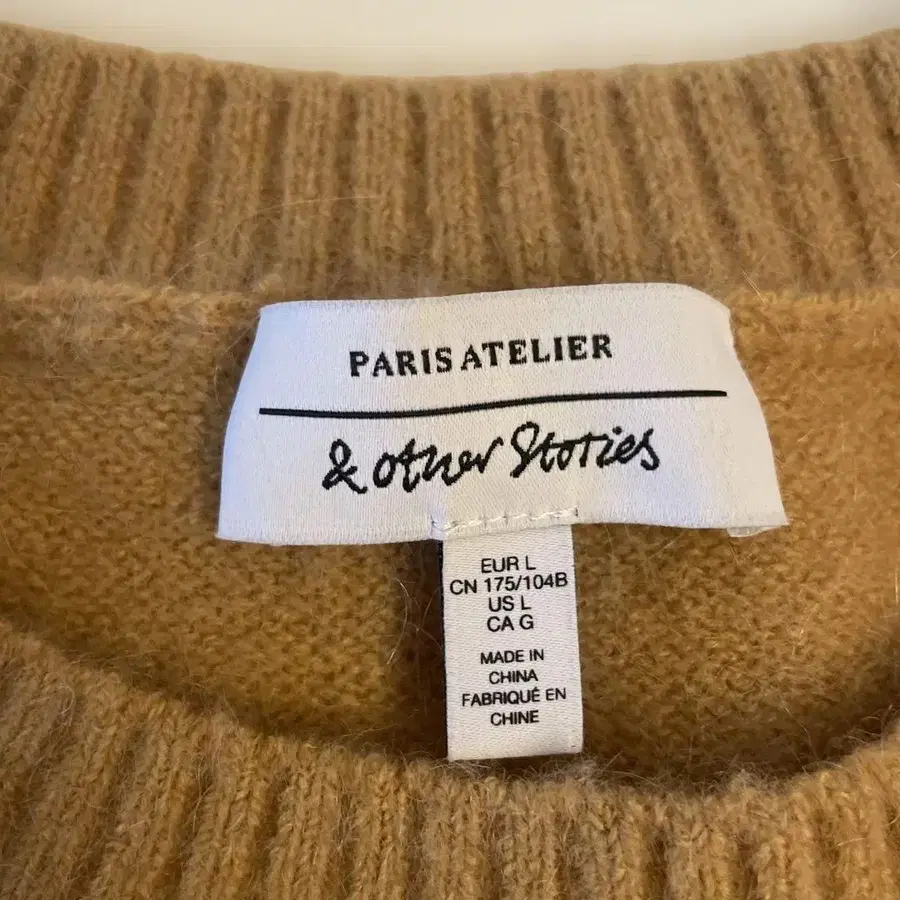 PARIS ATELIER
& other Stories
EUR L
CN 175/104B
US L
CA G
MADE IN
CHINA
FABRIQUÉ EN
CHINE